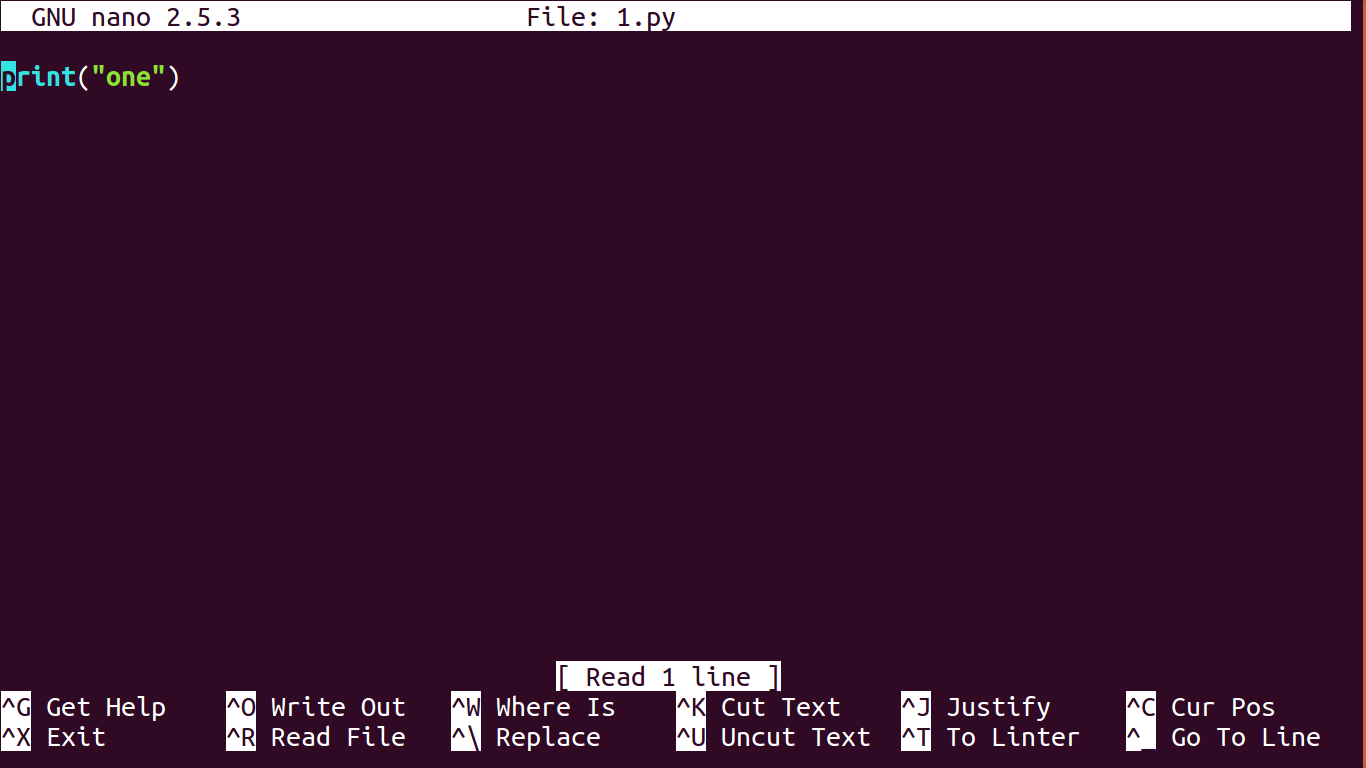 GNU nano 2.5.3 File: 1.py
print("one")
[ Read 1 line ]
^G Get Help ^O Write Out ^W Where Is ^K Cut Text ^J Justify ^C Cur Pos
^X Exit ^R Read File ^\ Replace ^U Uncut Text ^T To Linter ^_ Go To Line